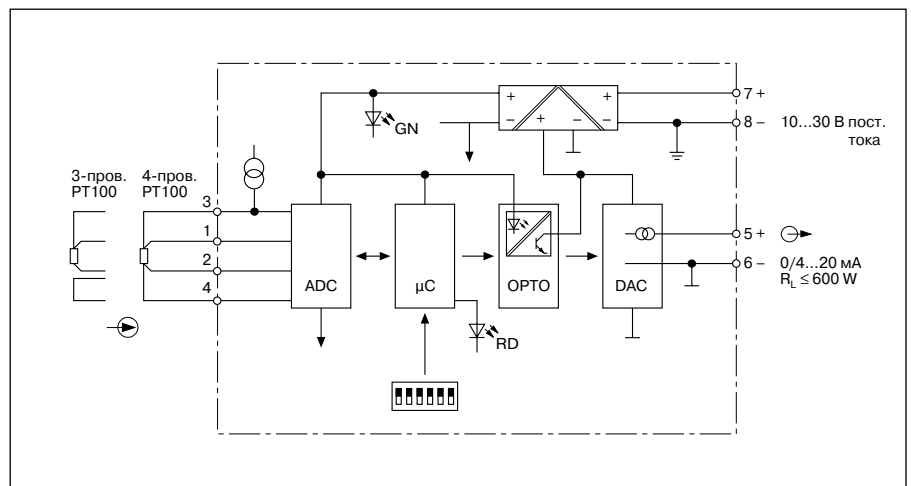 7 +
GN
8 –
10...30 В пост.
тока
+
+
–
+
–
–
3-пров.
PT100
4-пров.
PT100
3
1
2
4
ADC
µC
OPTO
DAC
5 +
6 –
0/4...20 мА
R_L ≤ 600 W
RD